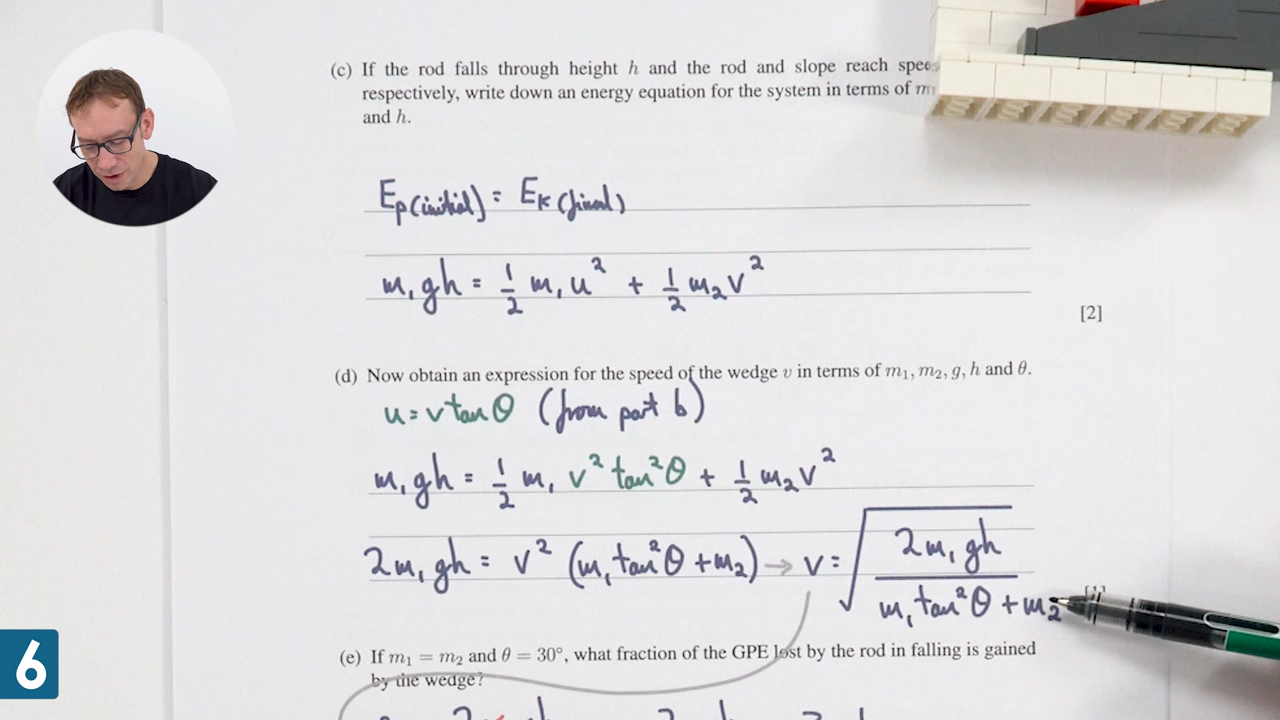 (c) If the rod falls through height h and the rod and slope reach
respectively, write down an energy equation for the system in terms of
and h.
Ep(initial) = Ek(final)
m₁gh = ½ m₁u² + ½ m₂v²
[2]
(d) Now obtain an expression for the speed of the wedge v in terms of m₁, m₂, g, h and θ.
u = v tan θ (from part b)
m₁gh = ½ m₁ v² tan²θ + ½ m₂v²
2m₁gh = v² (m₁tan²θ + m₂) → v = √(2m₁gh / (m₁tan²θ + m₂))
(e) If m₁ = m₂ and θ = 30°, what fraction of the GPE lost by the rod in falling is gained
by the wedge?
6